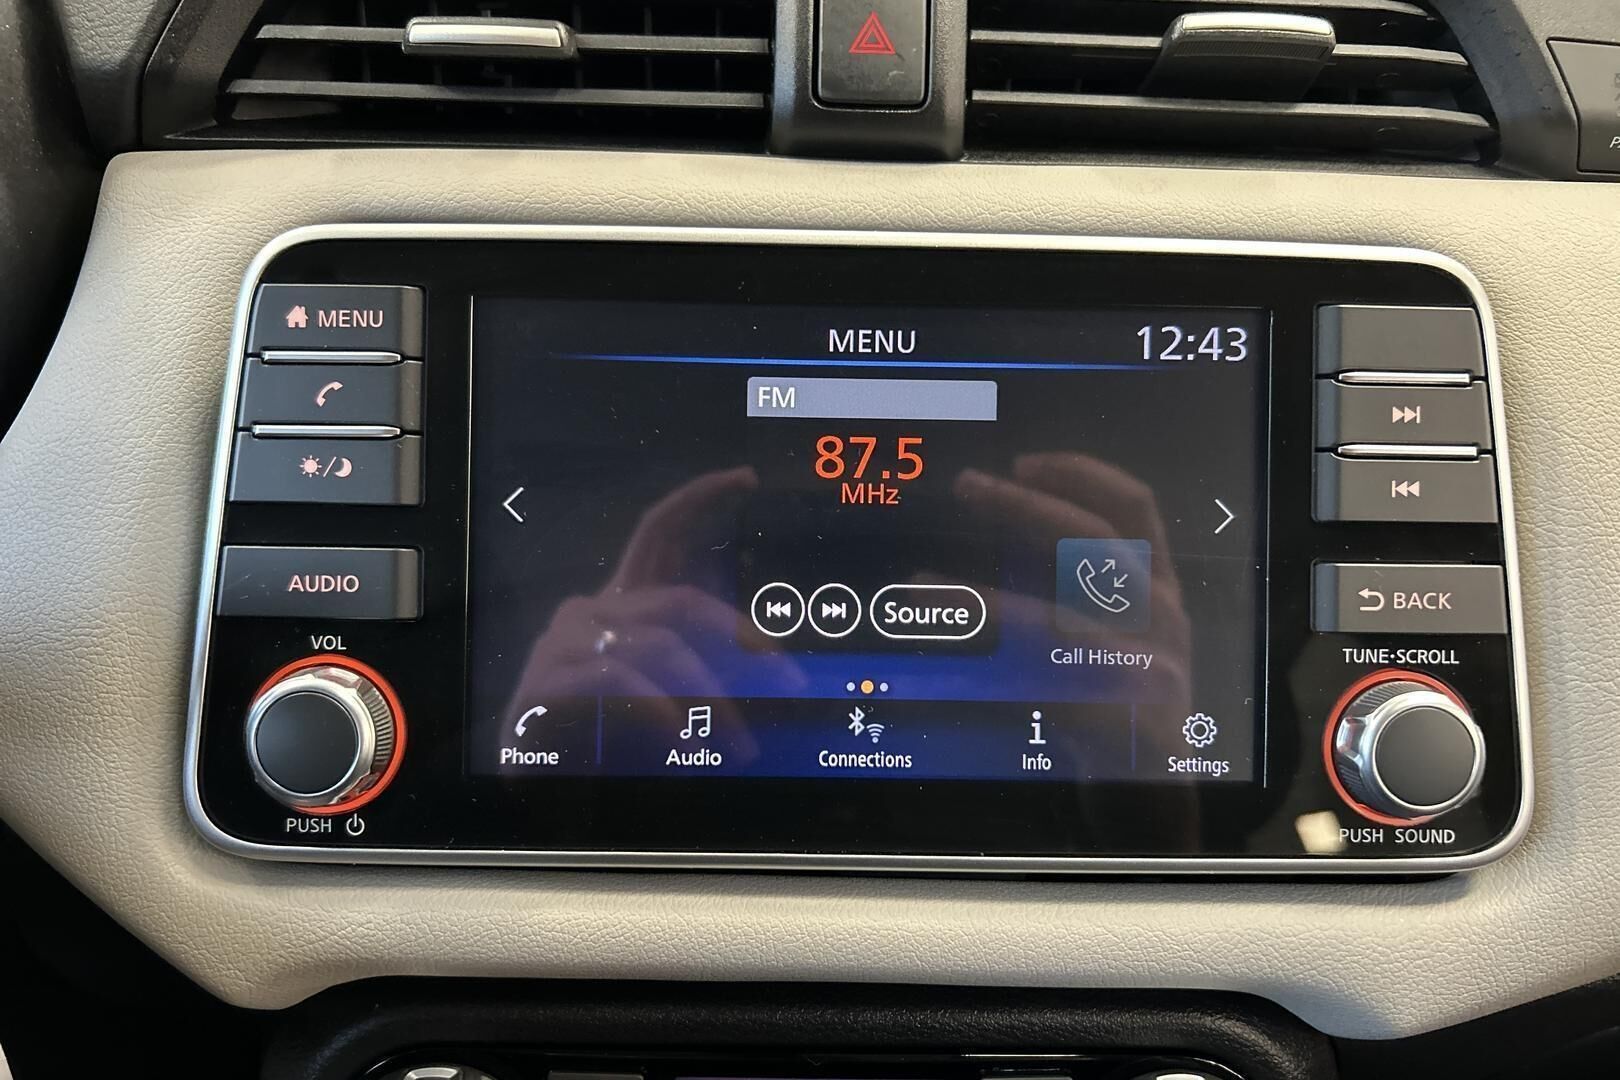 MENU
AUDIO
VOL
PUSH
MENU
12:43
FM
87.5
MHz
Source
Call History
Phone
Audio
Connections
Info
Settings
BACK
TUNE·SCROLL
PUSH SOUND